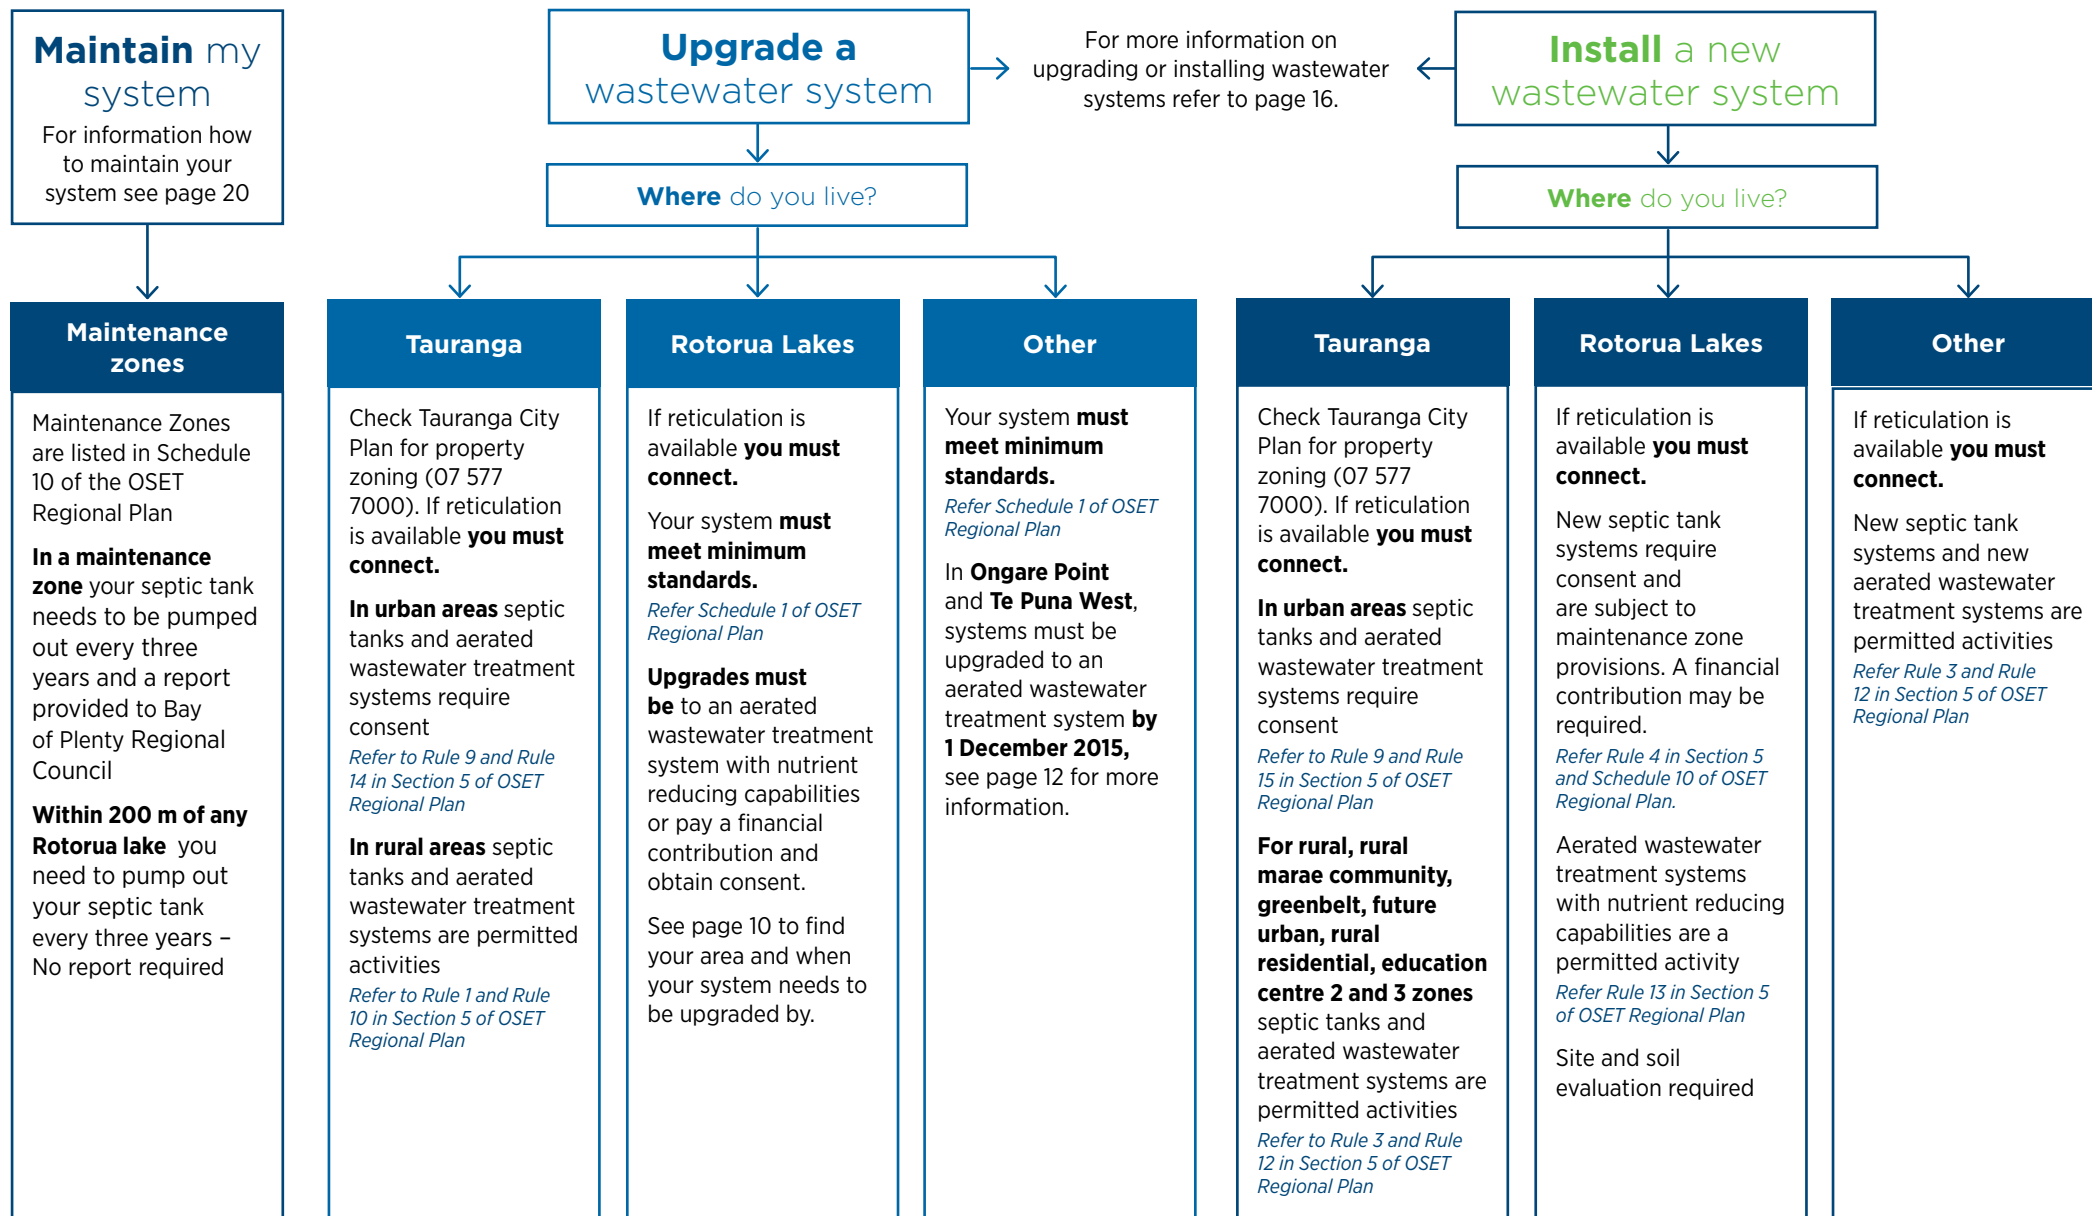 Maintain my
system
For information how
to maintain your
system see page 20
Upgrade a
wastewater system
For more information on
upgrading or installing wastewater
systems refer to page 16.
Install a new
wastewater system
Where do you live?
Where do you live?
Maintenance
zones
Maintenance Zones
are listed in Schedule
10 of the OSET
Regional Plan
In a maintenance
zone your septic tank
needs to be pumped
out every three
years and a report
provided to Bay
of Plenty Regional
Council
Within 200 m of any
Rotorua lake you
need to pump out
your septic tank
every three years –
No report required
Tauranga
Check Tauranga City
Plan for property
zoning (07 577
7000). If reticulation
is available you must
connect.
In urban areas septic
tanks and aerated
wastewater treatment
systems require
consent
Refer to Rule 9 and Rule
14 in Section 5 of OSET
Regional Plan
In rural areas septic
tanks and aerated
wastewater treatment
systems are permitted
activities
Refer to Rule 1 and Rule
10 in Section 5 of OSET
Regional Plan
Rotorua Lakes
If reticulation is
available you must
connect.
Your system must
meet minimum
standards.
Refer Schedule 1 of OSET
Regional Plan
Upgrades must
be to an aerated
wastewater treatment
system with nutrient
reducing capabilities
or pay a financial
contribution and
obtain consent.
See page 10 to find
your area and when
your system needs to
be upgraded by.
Other
Your system must
meet minimum
standards.
Refer Schedule 1 of OSET
Regional Plan
In Ongare Point
and Te Puna West,
systems must be
upgraded to an
aerated wastewater
treatment system by
1 December 2015,
see page 12 for more
information.
Tauranga
Check Tauranga City
Plan for property
zoning (07 577
7000). If reticulation
is available you must
connect.
In urban areas septic
tanks and aerated
wastewater treatment
systems require
consent
Refer to Rule 9 and Rule
15 in Section 5 of OSET
Regional Plan
For rural, rural
marae community,
greenbelt, future
urban, rural
residential, education
centre 2 and 3 zones
septic tanks and
aerated wastewater
treatment systems are
permitted activities
Refer to Rule 3 and Rule
12 in Section 5 of OSET
Regional Plan
Rotorua Lakes
If reticulation is
available you must
connect.
New septic tank
systems require
consent and
are subject to
maintenance zone
provisions. A financial
contribution may be
required.
Refer Rule 4 in Section 5
and Schedule 10 of OSET
Regional Plan.
Aerated wastewater
treatment systems
with nutrient reducing
capabilities are a
permitted activity
Refer Rule 13 in Section 5
of OSET Regional Plan
Site and soil
evaluation required
Other
If reticulation is
available you must
connect.
New septic tank
systems and new
aerated wastewater
treatment systems are
permitted activities
Refer Rule 3 and Rule
12 in Section 5 of OSET
Regional Plan